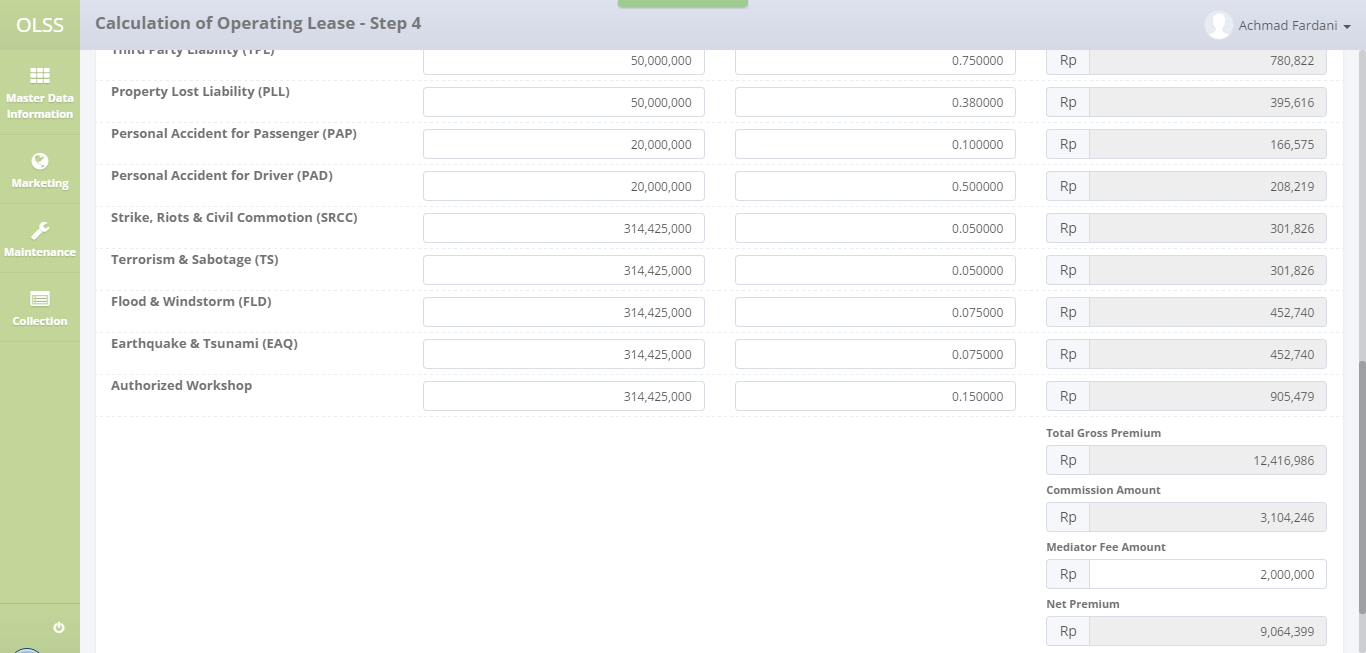 OLSS
Calculation of Operating Lease - Step 4
Achmad Fardani
Master Data
Information
Marketing
Maintenance
Collection
Third Party Liability (TPL) 50,000,000 0.750000 Rp 780,822
Property Lost Liability (PLL) 50,000,000 0.380000 Rp 395,616
Personal Accident for Passenger (PAP) 20,000,000 0.100000 Rp 166,575
Personal Accident for Driver (PAD) 20,000,000 0.500000 Rp 208,219
Strike, Riots & Civil Commotion (SRCC) 314,425,000 0.050000 Rp 301,826
Terrorism & Sabotage (TS) 314,425,000 0.050000 Rp 301,826
Flood & Windstorm (FLD) 314,425,000 0.075000 Rp 452,740
Earthquake & Tsunami (EAQ) 314,425,000 0.075000 Rp 452,740
Authorized Workshop 314,425,000 0.150000 Rp 905,479
Total Gross Premium
Rp 12,416,986
Commission Amount
Rp 3,104,246
Mediator Fee Amount
Rp 2,000,000
Net Premium
Rp 9,064,399